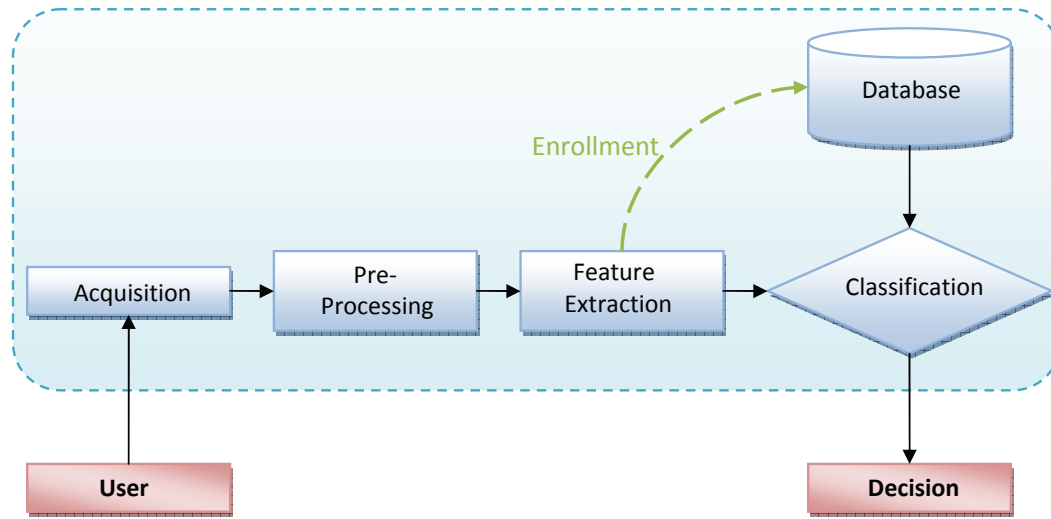 Database
Enrollment
Acquisition
Pre-
Processing
Feature
Extraction
Classification
User
Decision